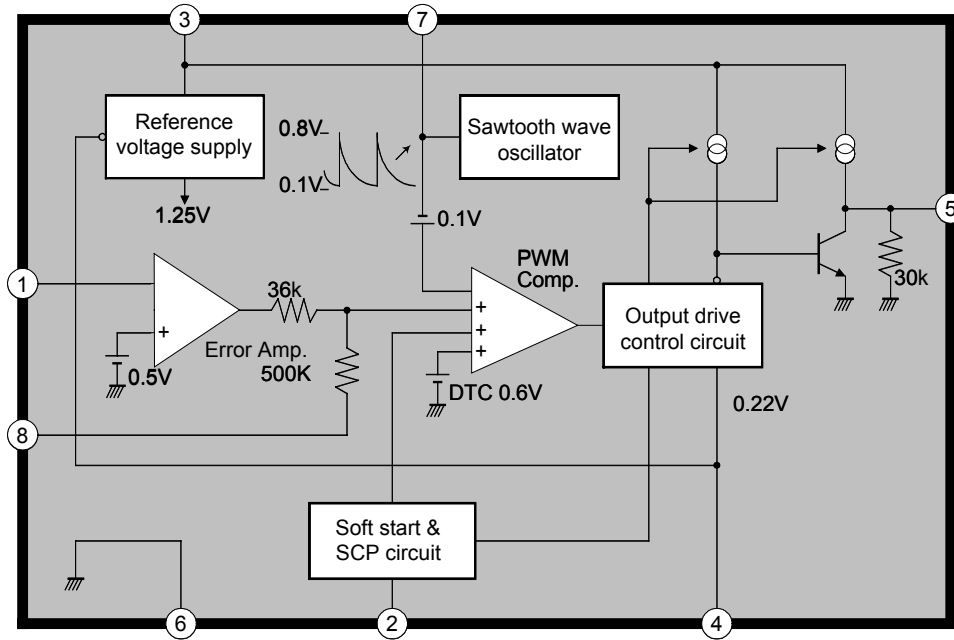 3
7
Reference
voltage supply
0.8V
0.1V
Sawtooth wave
oscillator
1.25V
0.1V
5
PWM
Comp.
1
36k
30k
+
+
+
+
Output drive
control circuit
Error Amp.
500K
0.5V
DTC 0.6V
0.22V
8
Soft start &
SCP circuit
6
2
4